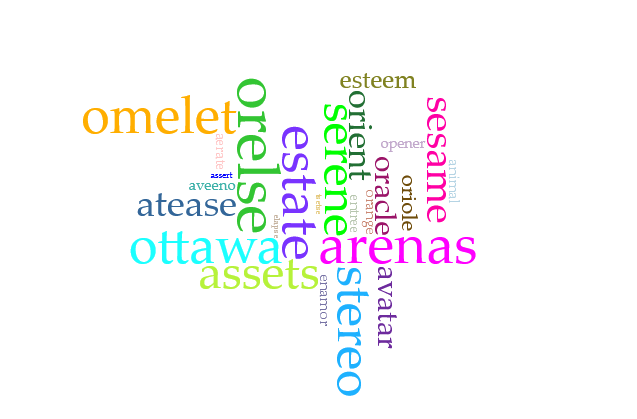 esteem
omelet
orelse
orient
serene
sesame
estate
opener
aerate
oracle
animal
assert
aveeno
oriole
orange
entree
atease
elapse
ottawa
arenas
assets
stereo
avatar
enamor